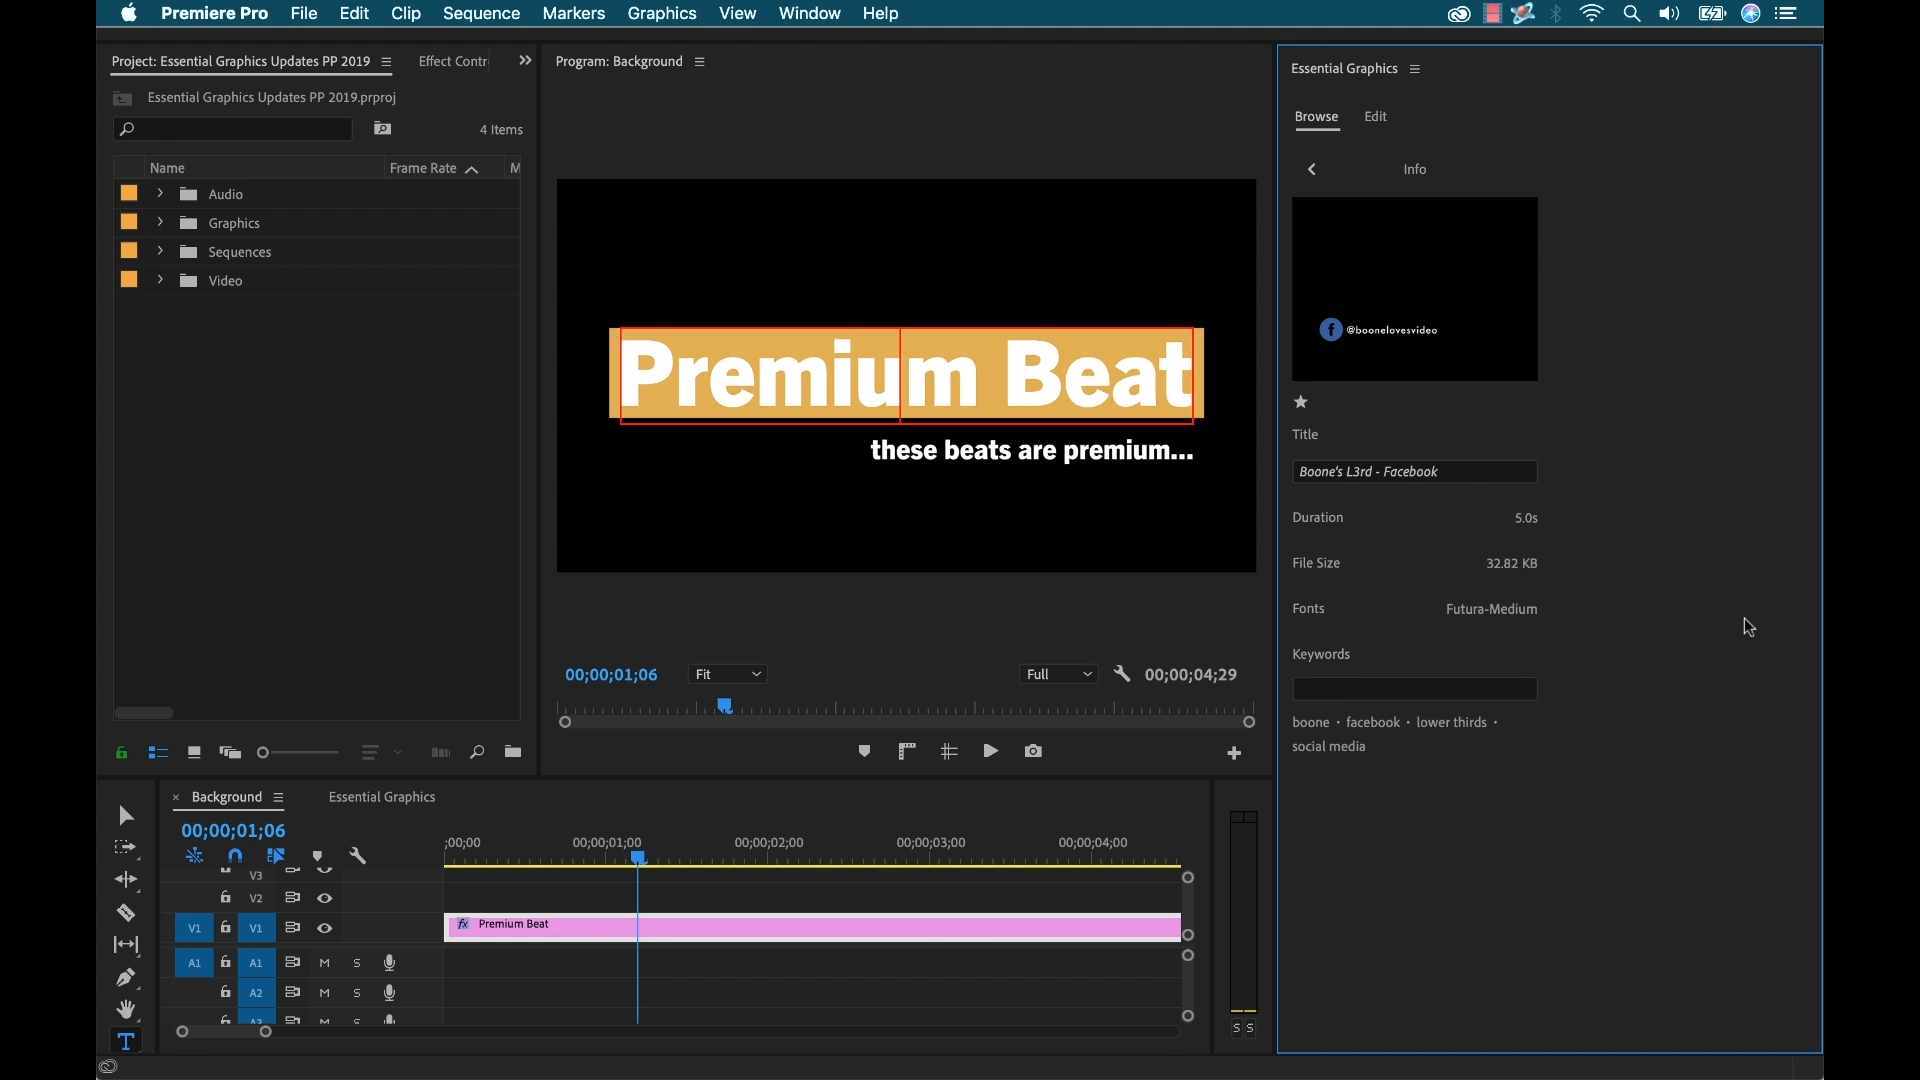 Premiere Pro File Edit Clip Sequence Markers Graphics View Window Help
Project: Essential Graphics Updates PP 2019
Effect Contr
Essential Graphics Updates PP 2019.prproj
4 Items
Name Frame Rate M
Audio
Graphics
Sequences
Video
Program: Background
Premium Beat
these beats are premium...
00;00;01;06 Fit Full 00;00;04;29
Essential Graphics
Browse Edit
Info
f @boonelovesvideo
Title
Boone's L3rd - Facebook
Duration 5.0s
File Size 32.82 KB
Fonts Futura-Medium
Keywords
boone • facebook • lower thirds •
social media
× Background Essential Graphics
00;00;01;06
;00;00 00;00;01;00 00;00;02;00 00;00;03;00 00;00;04;00
V3
V2
V1 V1 fx Premium Beat
A1 A1 M S
A2 M S
A3 M S
S S
T